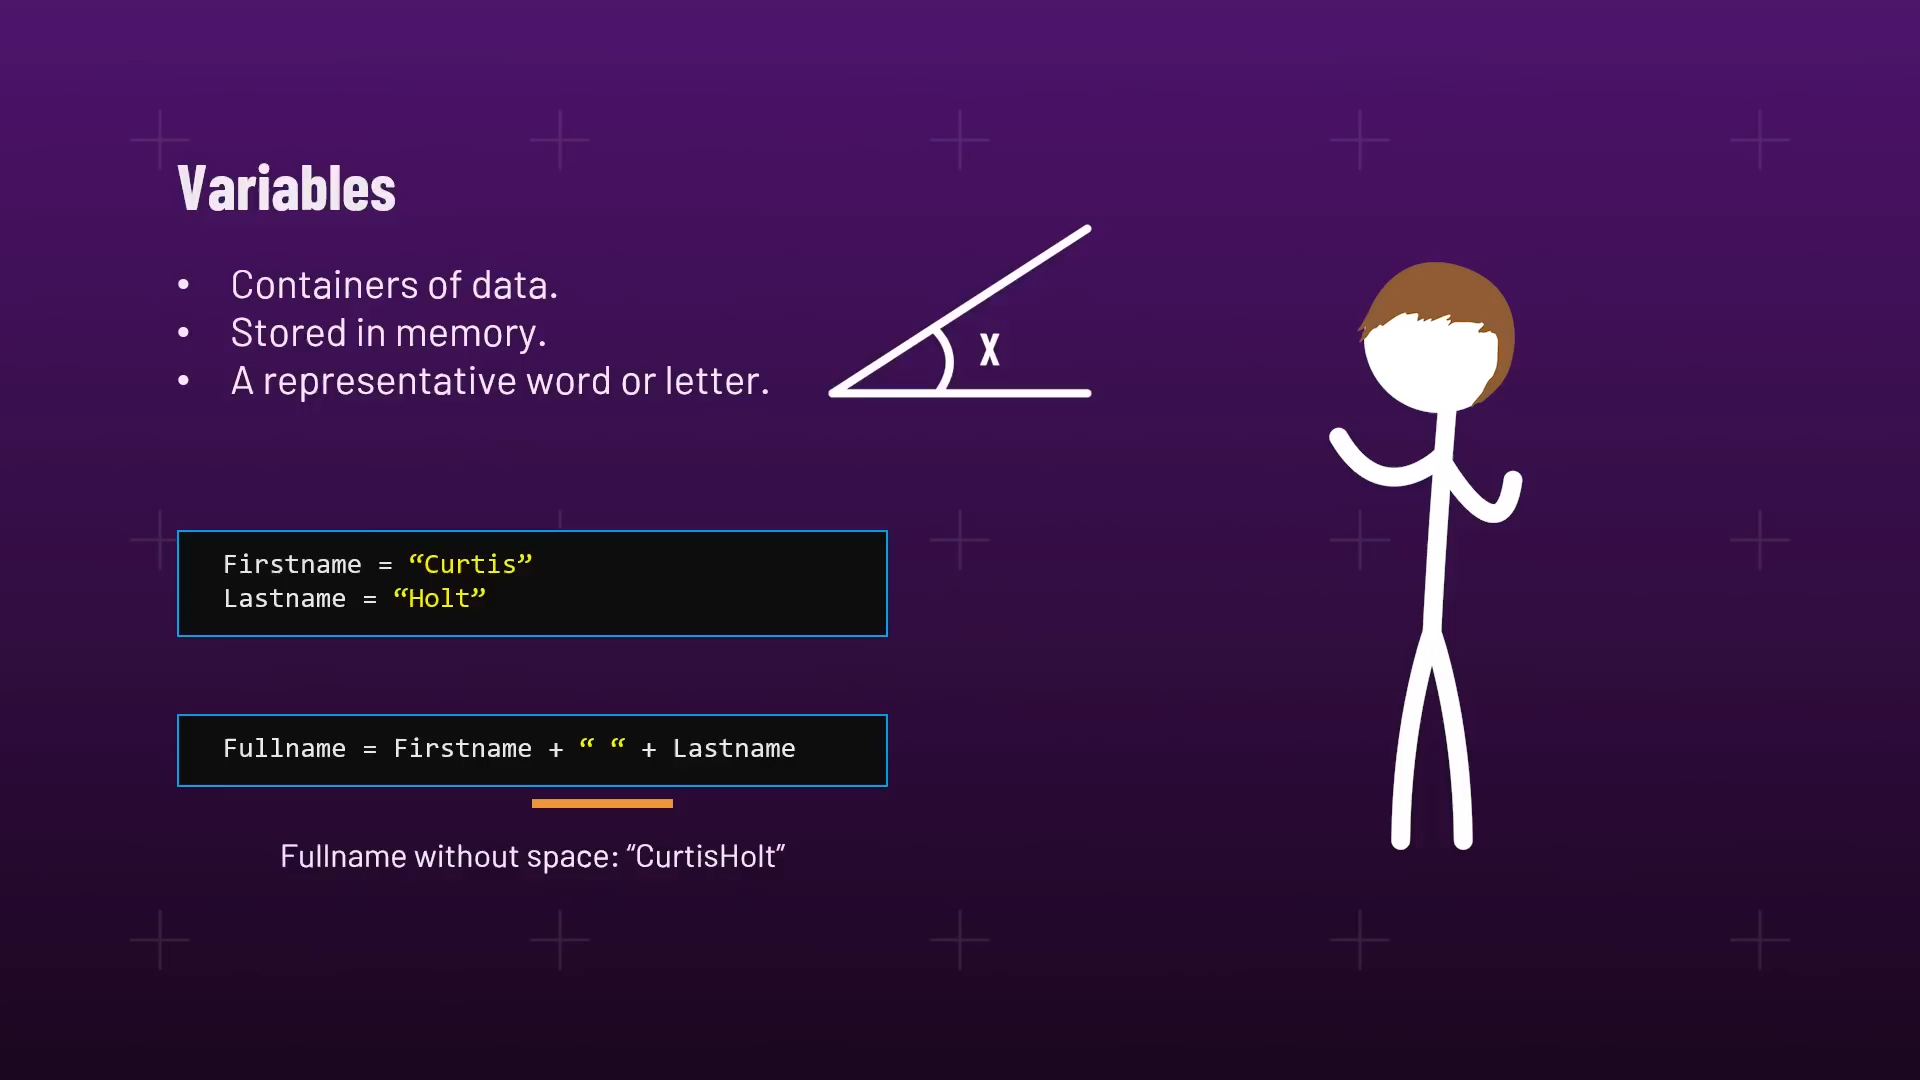 Variables
• Containers of data.
• Stored in memory.
• A representative word or letter.
X
Firstname = “Curtis”
Lastname = “Holt”
Fullname = Firstname + “ “ + Lastname
Fullname without space: “CurtisHolt”